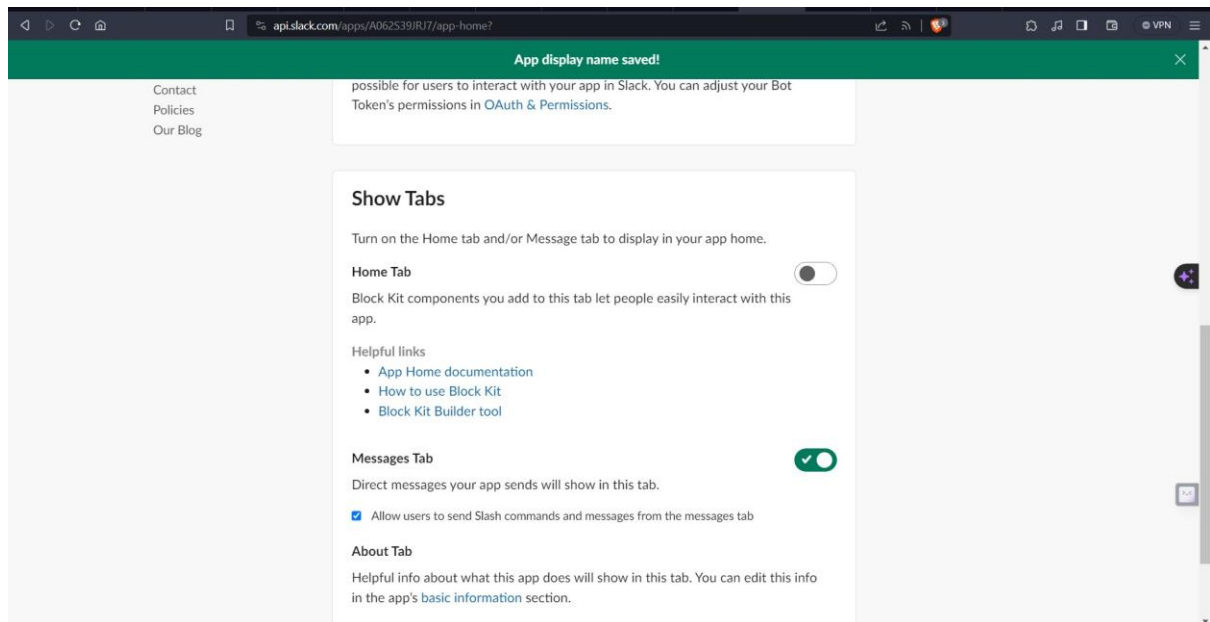 api.slack.com/apps/A062S39JRJ7/app-home?
VPN
App display name saved!
Contact
Policies
Our Blog
possible for users to interact with your app in Slack. You can adjust your Bot
Token's permissions in OAuth & Permissions.
Show Tabs
Turn on the Home tab and/or Message tab to display in your app home.
Home Tab
Block Kit components you add to this tab let people easily interact with this
app.
Helpful links
• App Home documentation
• How to use Block Kit
• Block Kit Builder tool
Messages Tab
Direct messages your app sends will show in this tab.
Allow users to send Slash commands and messages from the messages tab
About Tab
Helpful info about what this app does will show in this tab. You can edit this info
in the app's basic information section.